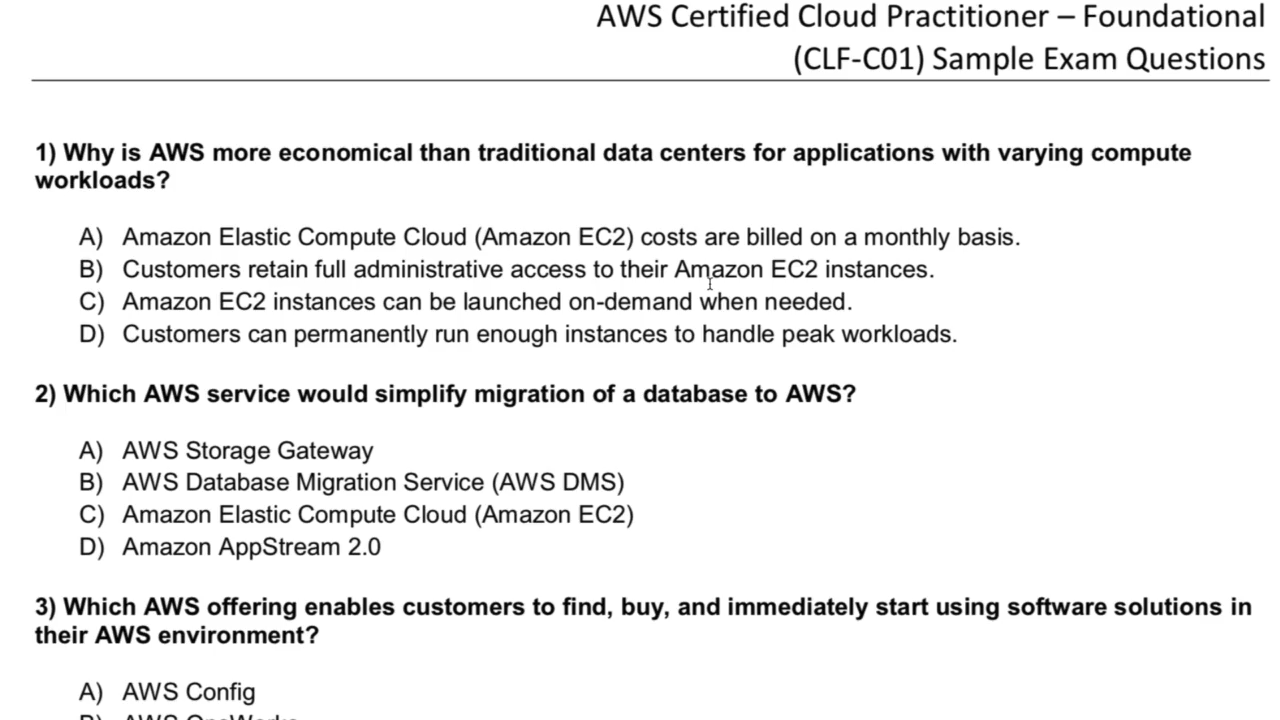 AWS Certified Cloud Practitioner – Foundational
(CLF-C01) Sample Exam Questions
1) Why is AWS more economical than traditional data centers for applications with varying compute
workloads?
A) Amazon Elastic Compute Cloud (Amazon EC2) costs are billed on a monthly basis.
B) Customers retain full administrative access to their Amazon EC2 instances.
C) Amazon EC2 instances can be launched on-demand when needed.
D) Customers can permanently run enough instances to handle peak workloads.
2) Which AWS service would simplify migration of a database to AWS?
A) AWS Storage Gateway
B) AWS Database Migration Service (AWS DMS)
C) Amazon Elastic Compute Cloud (Amazon EC2)
D) Amazon AppStream 2.0
3) Which AWS offering enables customers to find, buy, and immediately start using software solutions in
their AWS environment?
A) AWS Config
B) AWS OpsWorks